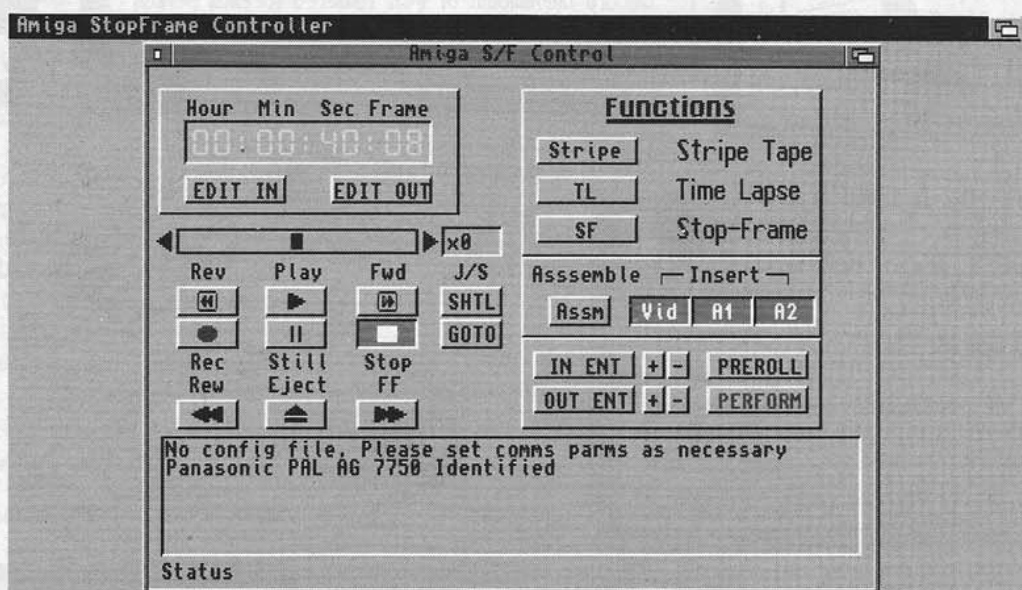 Amiga StopFrame Controller
Amiga S/F Control
Hour Min Sec Frame
00:00:40:08
EDIT IN EDIT OUT
x0
Rev Play Fwd J/S
SHTL
GOTO
Rec Still Stop
Rew Eject FF
Functions
Stripe Stripe Tape
TL Time Lapse
SF Stop-Frame
Asssemble Insert
Assm Vid A1 A2
IN ENT + - PREROLL
OUT ENT + - PERFORM
No config file, Please set comms parms as necessary
Panasonic PAL AG 7750 Identified
Status